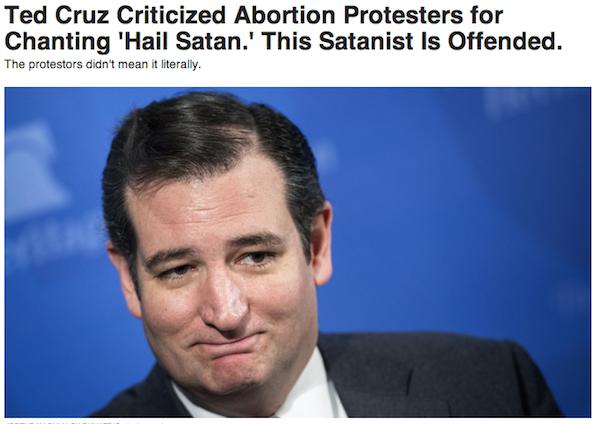 Ted Cruz Criticized Abortion Protesters for
Chanting 'Hail Satan.' This Satanist Is Offended.
The protestors didn't mean it literally.